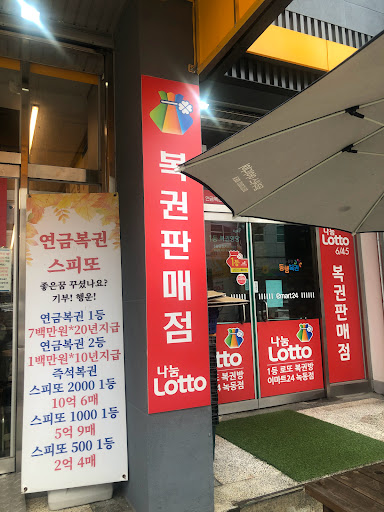 연금복권
스피또
좋은꿈 꾸셨나요?
기부! 행운!
연금복권 1등
7백만원*20년지급
연금복권 2등
1백만원*10년지급
즉석복권
스피또 2000 1등
10억 6매
스피또 1000 1등
5억 9매
스피또 500 1등
2억 4매
복권판매점
나눔
Lotto
emart24
나눔
Lotto
1등 로또 복권방
이마트24 녹동점
나눔
Lotto
6/45
복권판매점